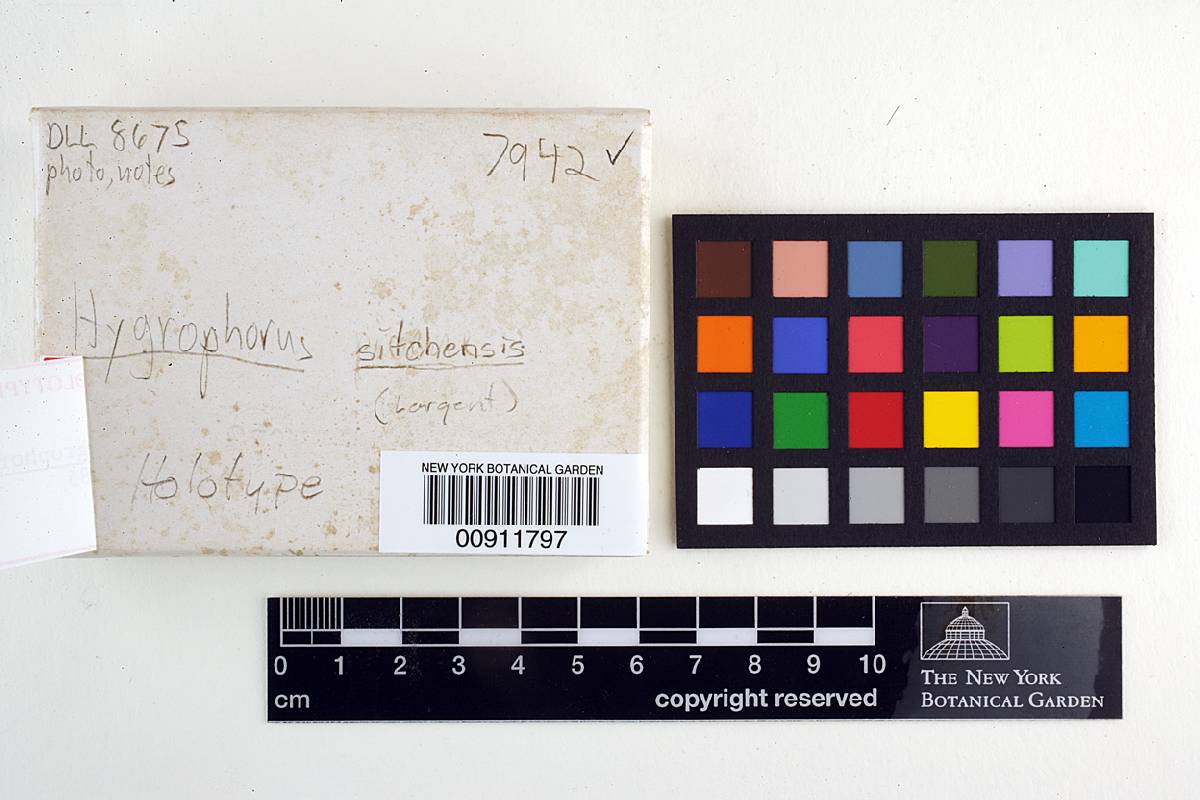 DLL 8675
photo, notes
7942 ✓
Hygrophorus sitchensis
(Largent)
Holotype
NEW YORK BOTANICAL GARDEN
00911797
0 1 2 3 4 5 6 7 8 9 10
cm
copyright reserved
THE NEW YORK
BOTANICAL GARDEN